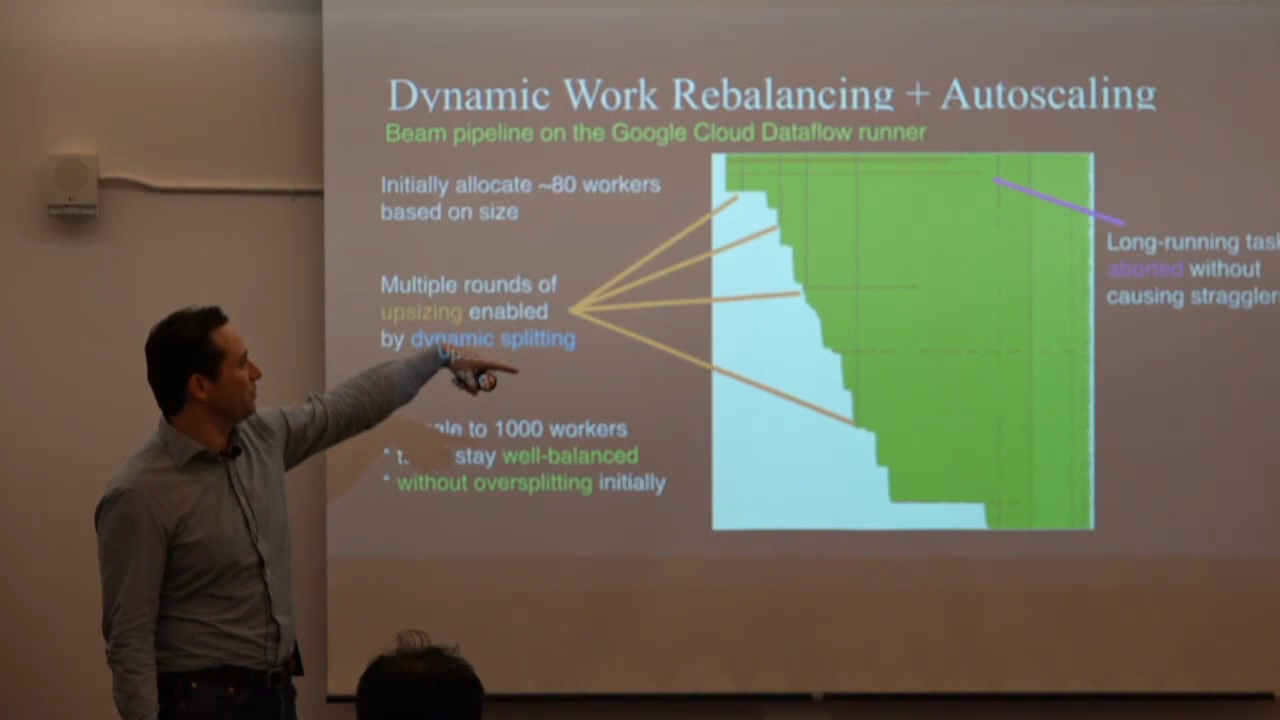 Dynamic Work Rebalancing + Autoscaling
Beam pipeline on the Google Cloud Dataflow runner
Initially allocate ~80 workers
based on size
Multiple rounds of
upsizing enabled
by dynamic splitting
Up
ale to 1000 workers
* t stay well-balanced
* without oversplitting initially
Long-running tas
aborted without
causing straggler